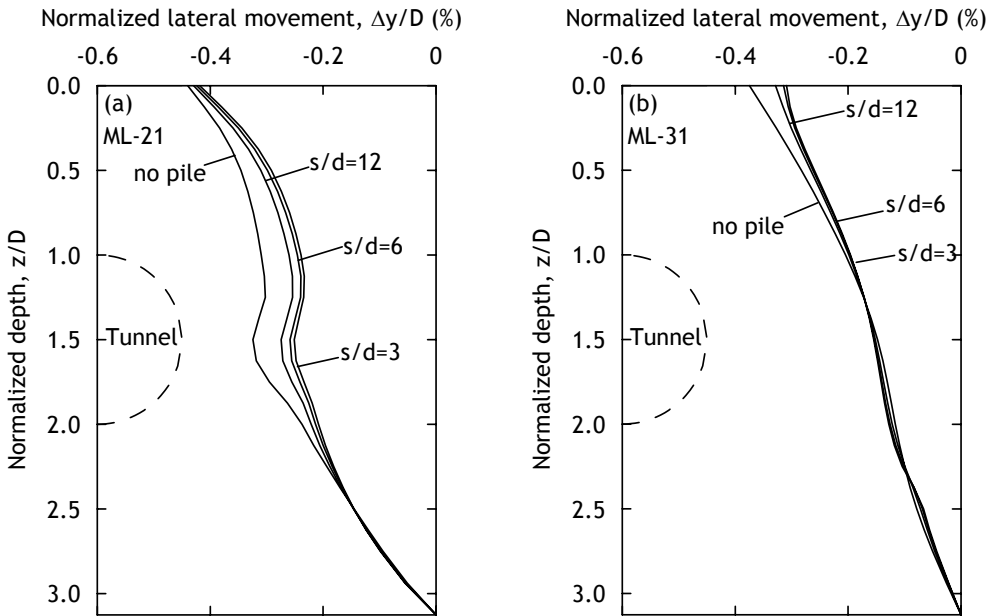 Normalized lateral movement, Δy/D (%)
-0.6 -0.4 -0.2 0
Normalized depth, z/D
0.0
0.5
1.0
1.5
2.0
2.5
3.0
(a)
ML-21
no pile
s/d=12
s/d=6
Tunnel
s/d=3
Normalized lateral movement, Δy/D (%)
-0.6 -0.4 -0.2 0
Normalized depth, z/D
0.0
0.5
1.0
1.5
2.0
2.5
3.0
(b)
ML-31
s/d=12
no pile
s/d=6
s/d=3
Tunnel